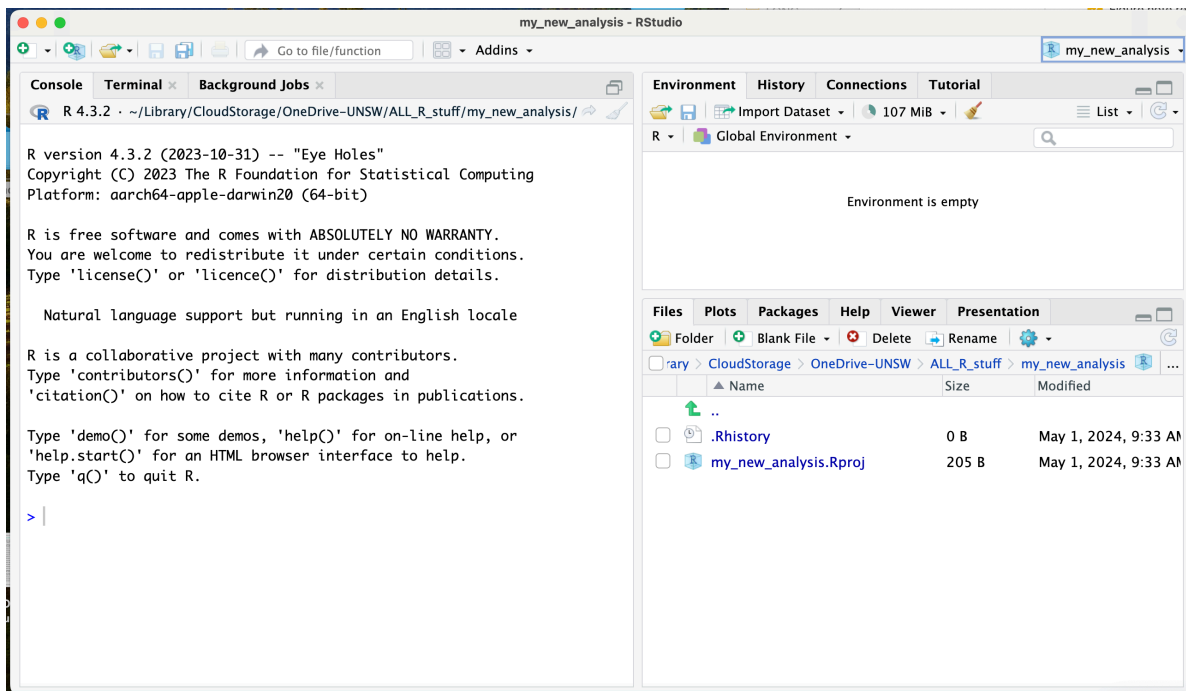 my_new_analysis - RStudio
Go to file/function
Addins
my_new_analysis
Console Terminal Background Jobs
R 4.3.2 · ~/Library/CloudStorage/OneDrive-UNSW/ALL_R_stuff/my_new_analysis/
R version 4.3.2 (2023-10-31) -- "Eye Holes"
Copyright (C) 2023 The R Foundation for Statistical Computing
Platform: aarch64-apple-darwin20 (64-bit)
R is free software and comes with ABSOLUTELY NO WARRANTY.
You are welcome to redistribute it under certain conditions.
Type 'license()' or 'licence()' for distribution details.
Natural language support but running in an English locale
R is a collaborative project with many contributors.
Type 'contributors()' for more information and
'citation()' on how to cite R or R packages in publications.
Type 'demo()' for some demos, 'help()' for on-line help, or
'help.start()' for an HTML browser interface to help.
Type 'q()' to quit R.
>
Environment History Connections Tutorial
Import Dataset 107 MiB List
R Global Environment
Environment is empty
Files Plots Packages Help Viewer Presentation
Folder Blank File Delete Rename
rary > CloudStorage > OneDrive-UNSW > ALL_R_stuff > my_new_analysis ...
Name Size Modified
..
.Rhistory 0 B May 1, 2024, 9:33 AM
my_new_analysis.Rproj 205 B May 1, 2024, 9:33 AM